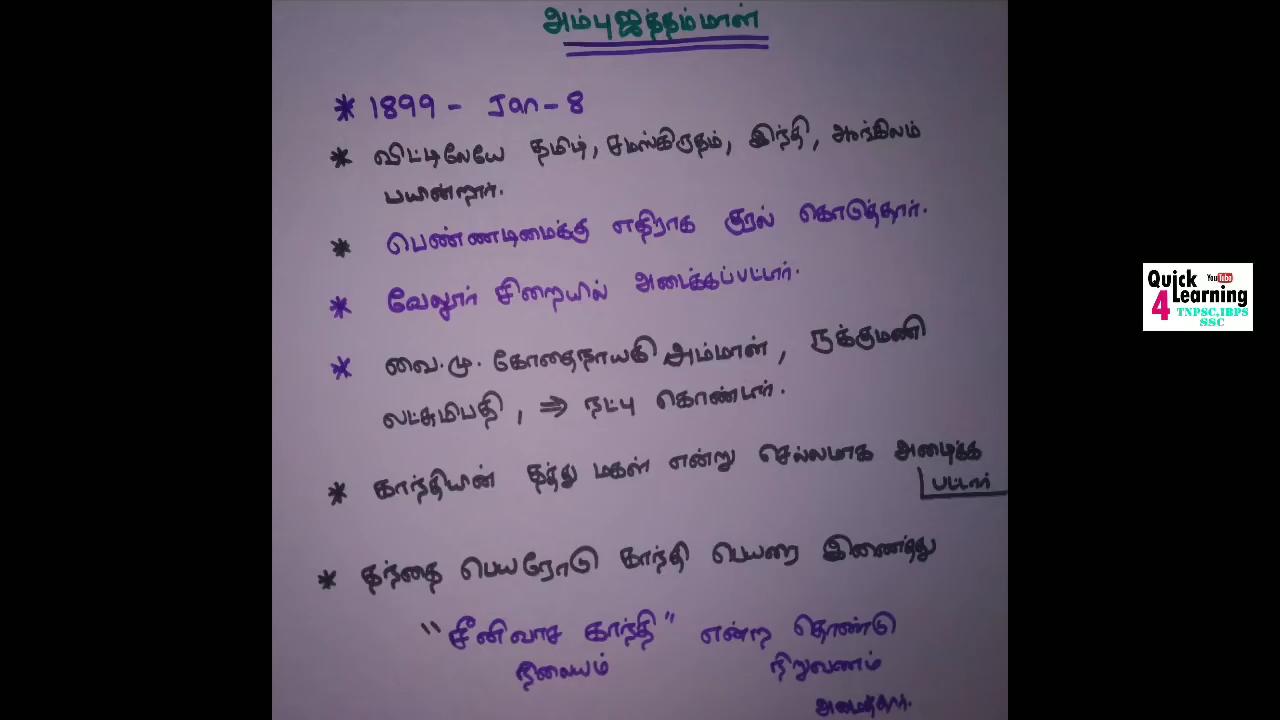 அம்புஜத்தம்மாள்
* 1899 - Jan - 8
* விட்டிலேயே தமிழ், சமஸ்கிருதம், இந்தி, ஆங்கிலம்
பயின்றார்.
* பெண்ணடிமைக்கு எதிராக குரல் கொடுத்தார்.
* வேலூர் சிறையில் அடைக்கப்பட்டார்.
* வை.மு. கோதைநாயகி அம்மாள், ருக்குமணி
லட்சுமிபதி, ⇒ நட்பு கொண்டார்.
* காந்தியின் தத்து மகள் என்று செல்லமாக அழைக்க
பட்டார்
* தந்தை பெயரோடு காந்தி பெயரை இணைத்து
"சீனிவாச காந்தி" என்ற தொண்டு
நிலையம் நிறுவணம்
அமைத்தார்.
Quick YouTube
4 Learning
TNPSC,IBPS
SSC